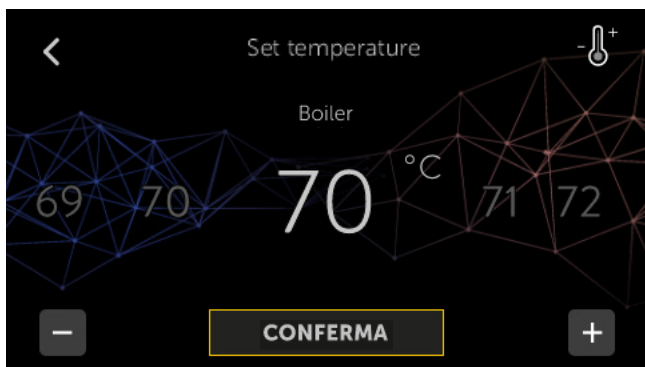 Set temperature
- +
Boiler
69 70 70 °C 71 72
- CONFERMA +